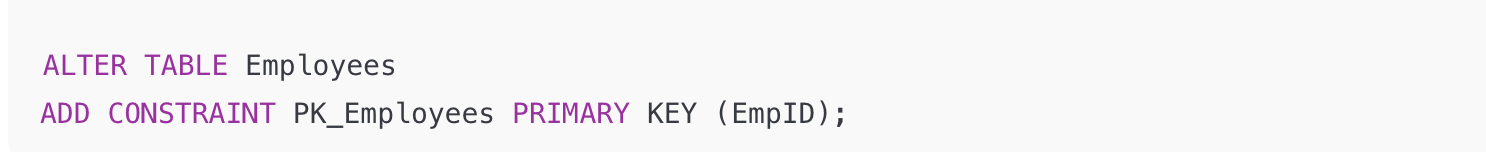 ALTER TABLE Employees
ADD CONSTRAINT PK_Employees PRIMARY KEY (EmpID);